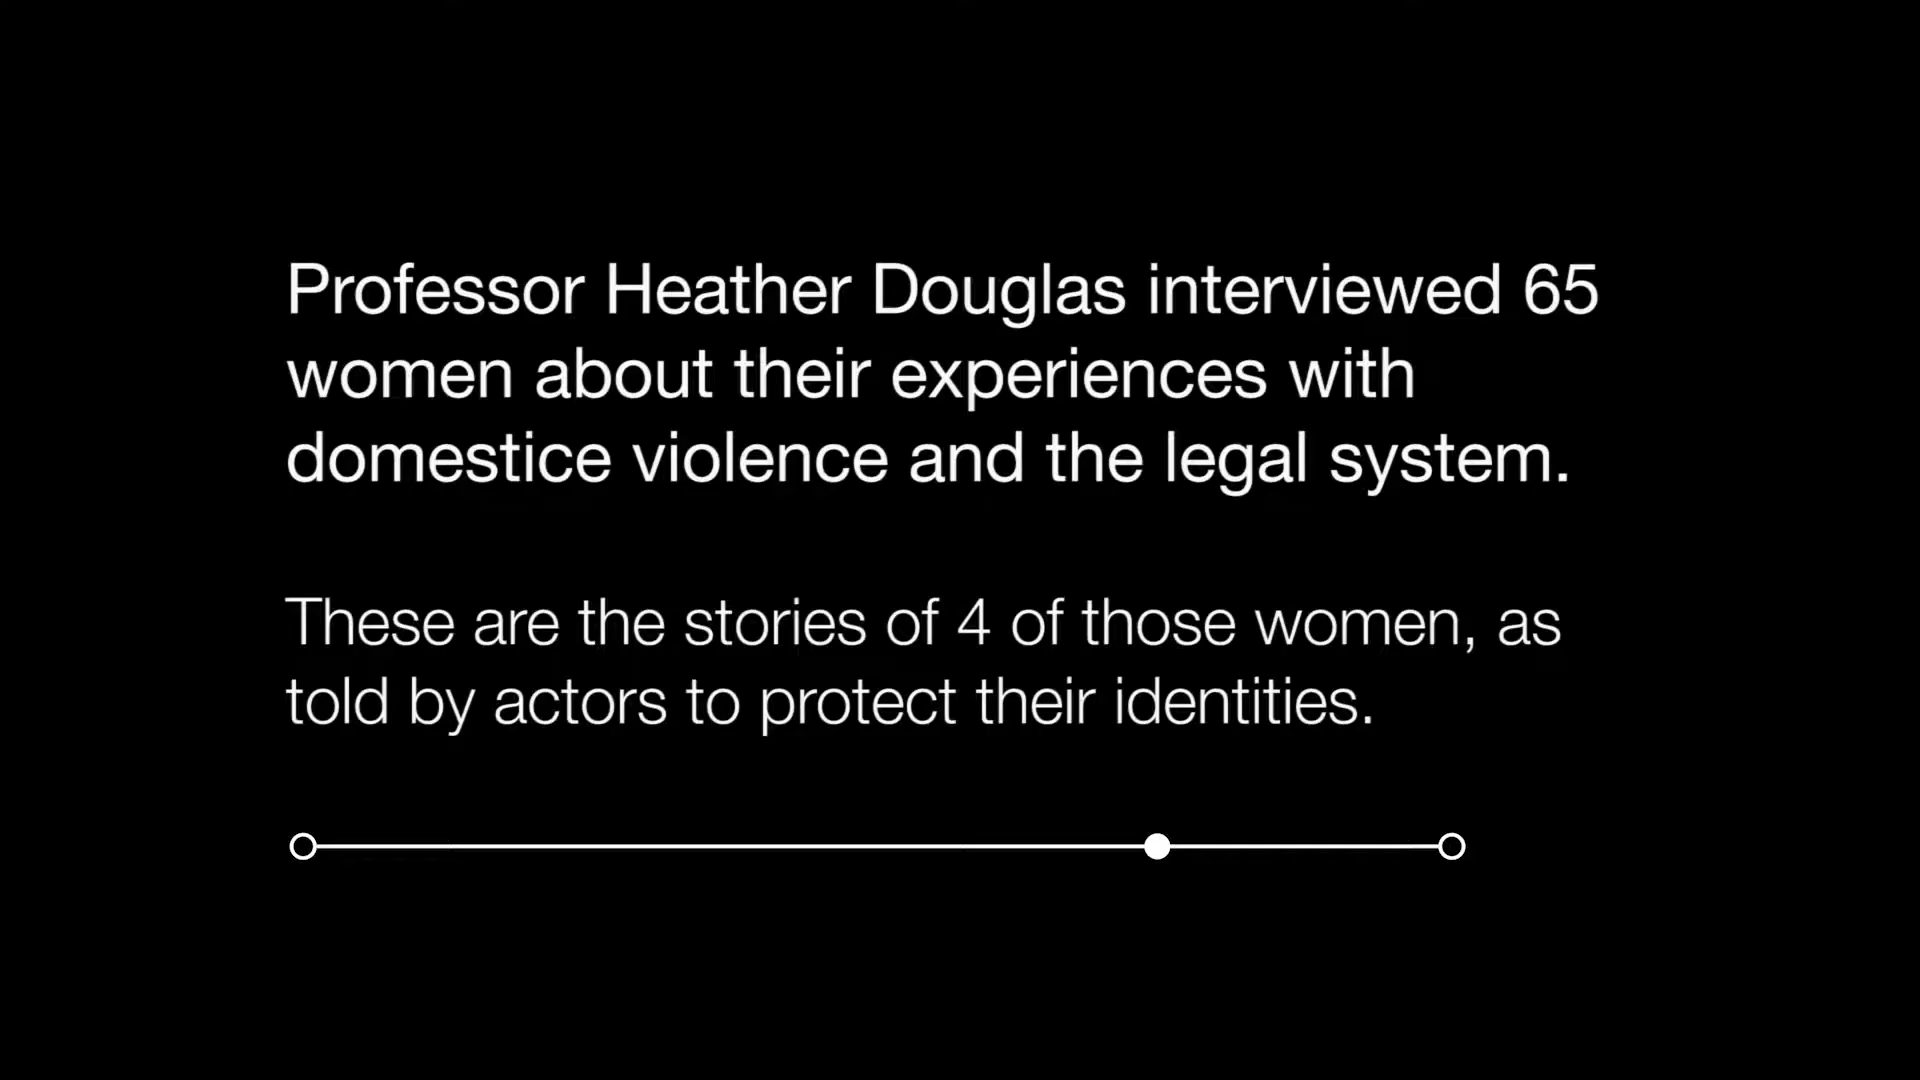 Professor Heather Douglas interviewed 65
women about their experiences with
domestice violence and the legal system.
These are the stories of 4 of those women, as
told by actors to protect their identities.